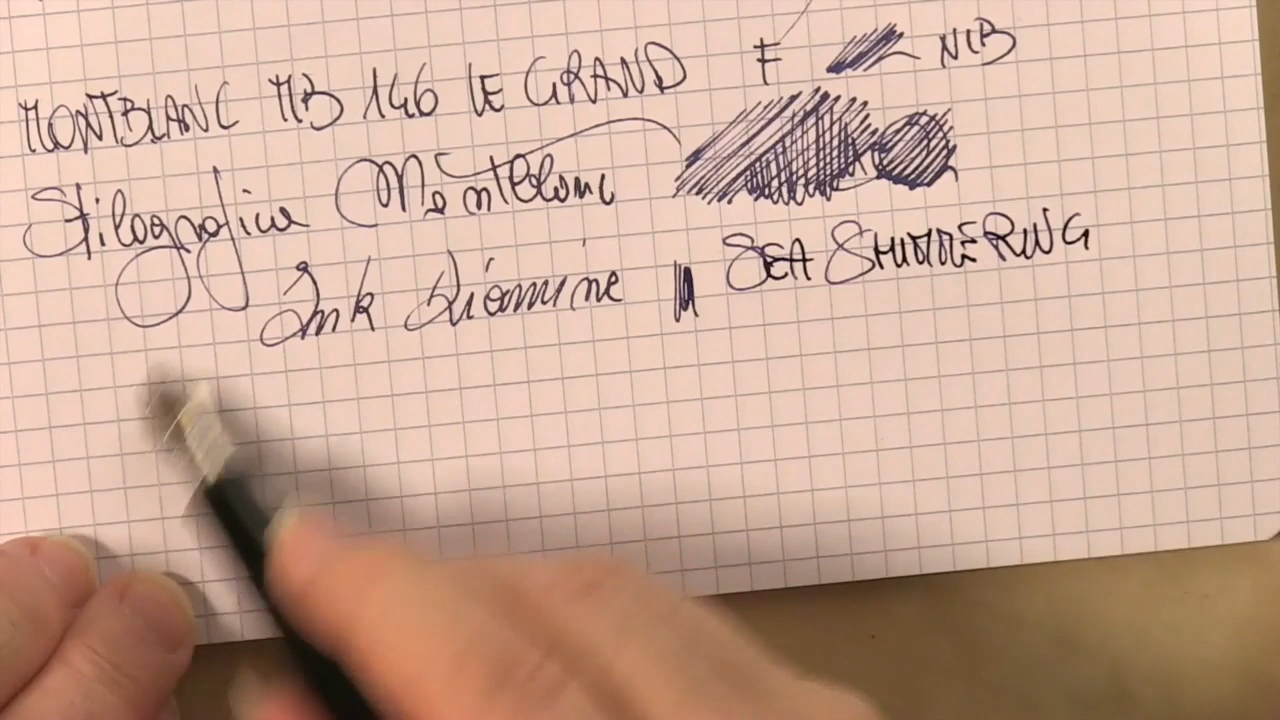 MONTBLANC MB 146 LE GRAND F NIB
Stilografica Montblanc
Ink Diamine SEA SHIMMERING